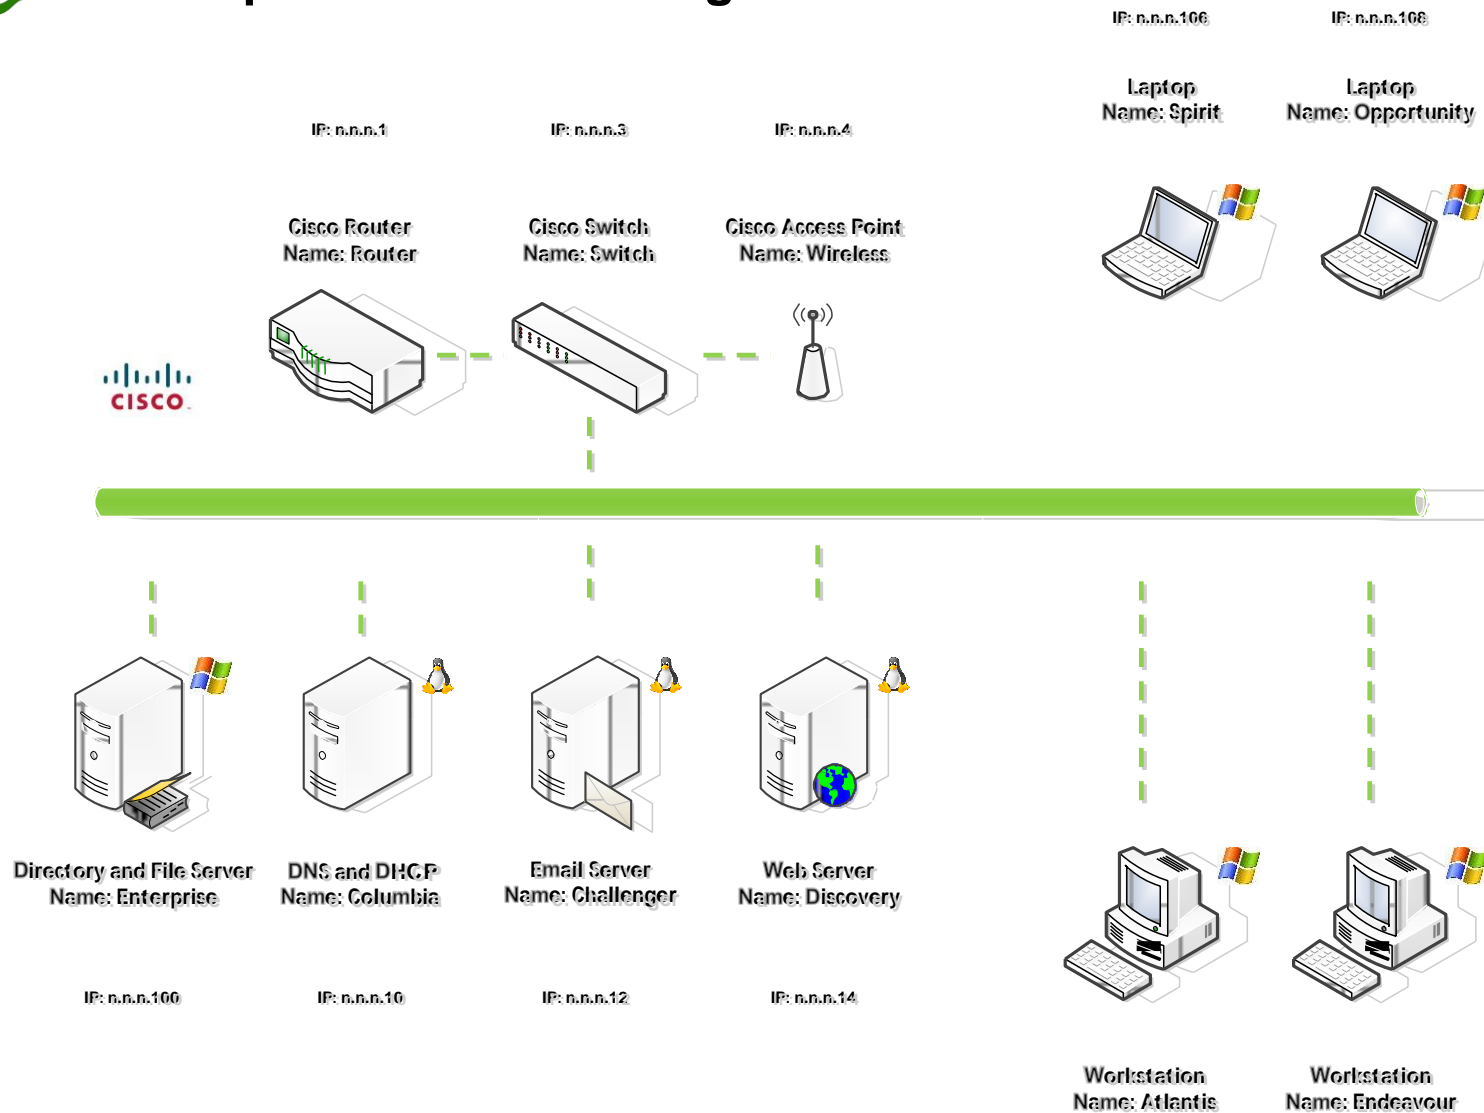 IP: n.n.n.106
IP: n.n.n.108
Laptop
Name: Spirit
Laptop
Name: Opportunity
IP: n.n.n.1
IP: n.n.n.3
IP: n.n.n.4
Cisco Router
Name: Router
Cisco Switch
Name: Switch
Cisco Access Point
Name: Wireless
CISCO
Directory and File Server
Name: Enterprise
DNS and DHCP
Name: Columbia
Email Server
Name: Challenger
Web Server
Name: Discovery
IP: n.n.n.100
IP: n.n.n.10
IP: n.n.n.12
IP: n.n.n.14
Workstation
Name: Atlantis
Workstation
Name: Endeavour